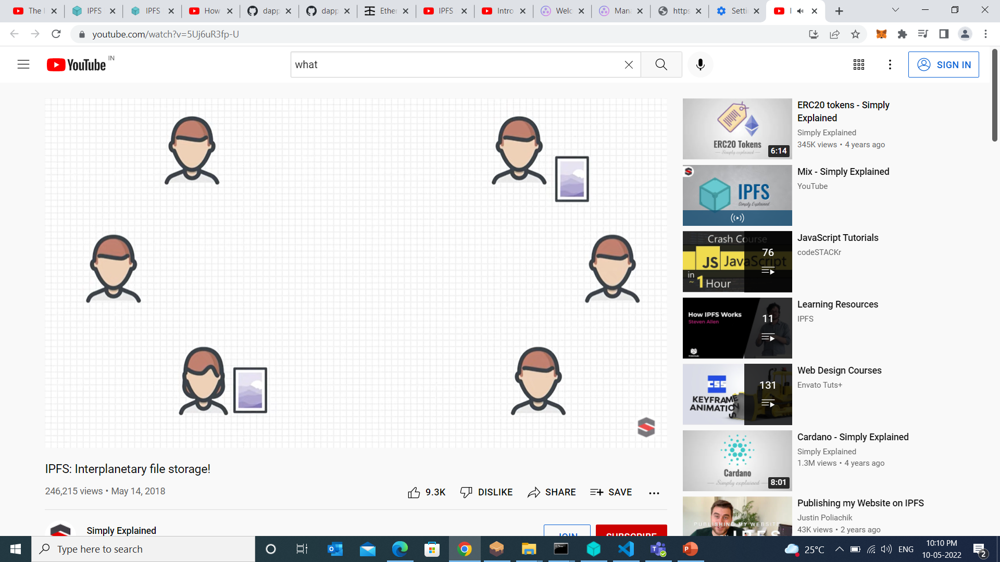 The I
IPFS
IPFS
How
dapp
dapp
Ether
IPFS
Intro
Welc
Mana
https
Settin
youtube.com/watch?v=5Uj6uR3fp-U
YouTube IN
what
SIGN IN
ERC20 Tokens
Simply explained
6:14
ERC20 tokens - Simply
Explained
Simply Explained
345K views • 4 years ago
IPFS
Simply Explained
Mix - Simply Explained
YouTube
Crash Course
JS JavaScript
in
~ 1 Hour
76
JavaScript Tutorials
codeSTACKr
How IPFS Works
Steven Allen
11
Learning Resources
IPFS
CSS
KEYFRAME
ANIMATIONS
131
Web Design Courses
Envato Tuts+
Cardano
Simply explained
8:01
Cardano - Simply Explained
Simply Explained
1.3M views • 4 years ago
PUBLISHING MY WEBSITE
IPFS
Publishing my Website on IPFS
Justin Poliachik
43K views • 2 years ago
IPFS: Interplanetary file storage!
246,215 views • May 14, 2018
9.3K
DISLIKE
SHARE
SAVE
Simply Explained
JOIN
SUBSCRIBE
Type here to search
25°C
ENG
10:10 PM
10-05-2022
2